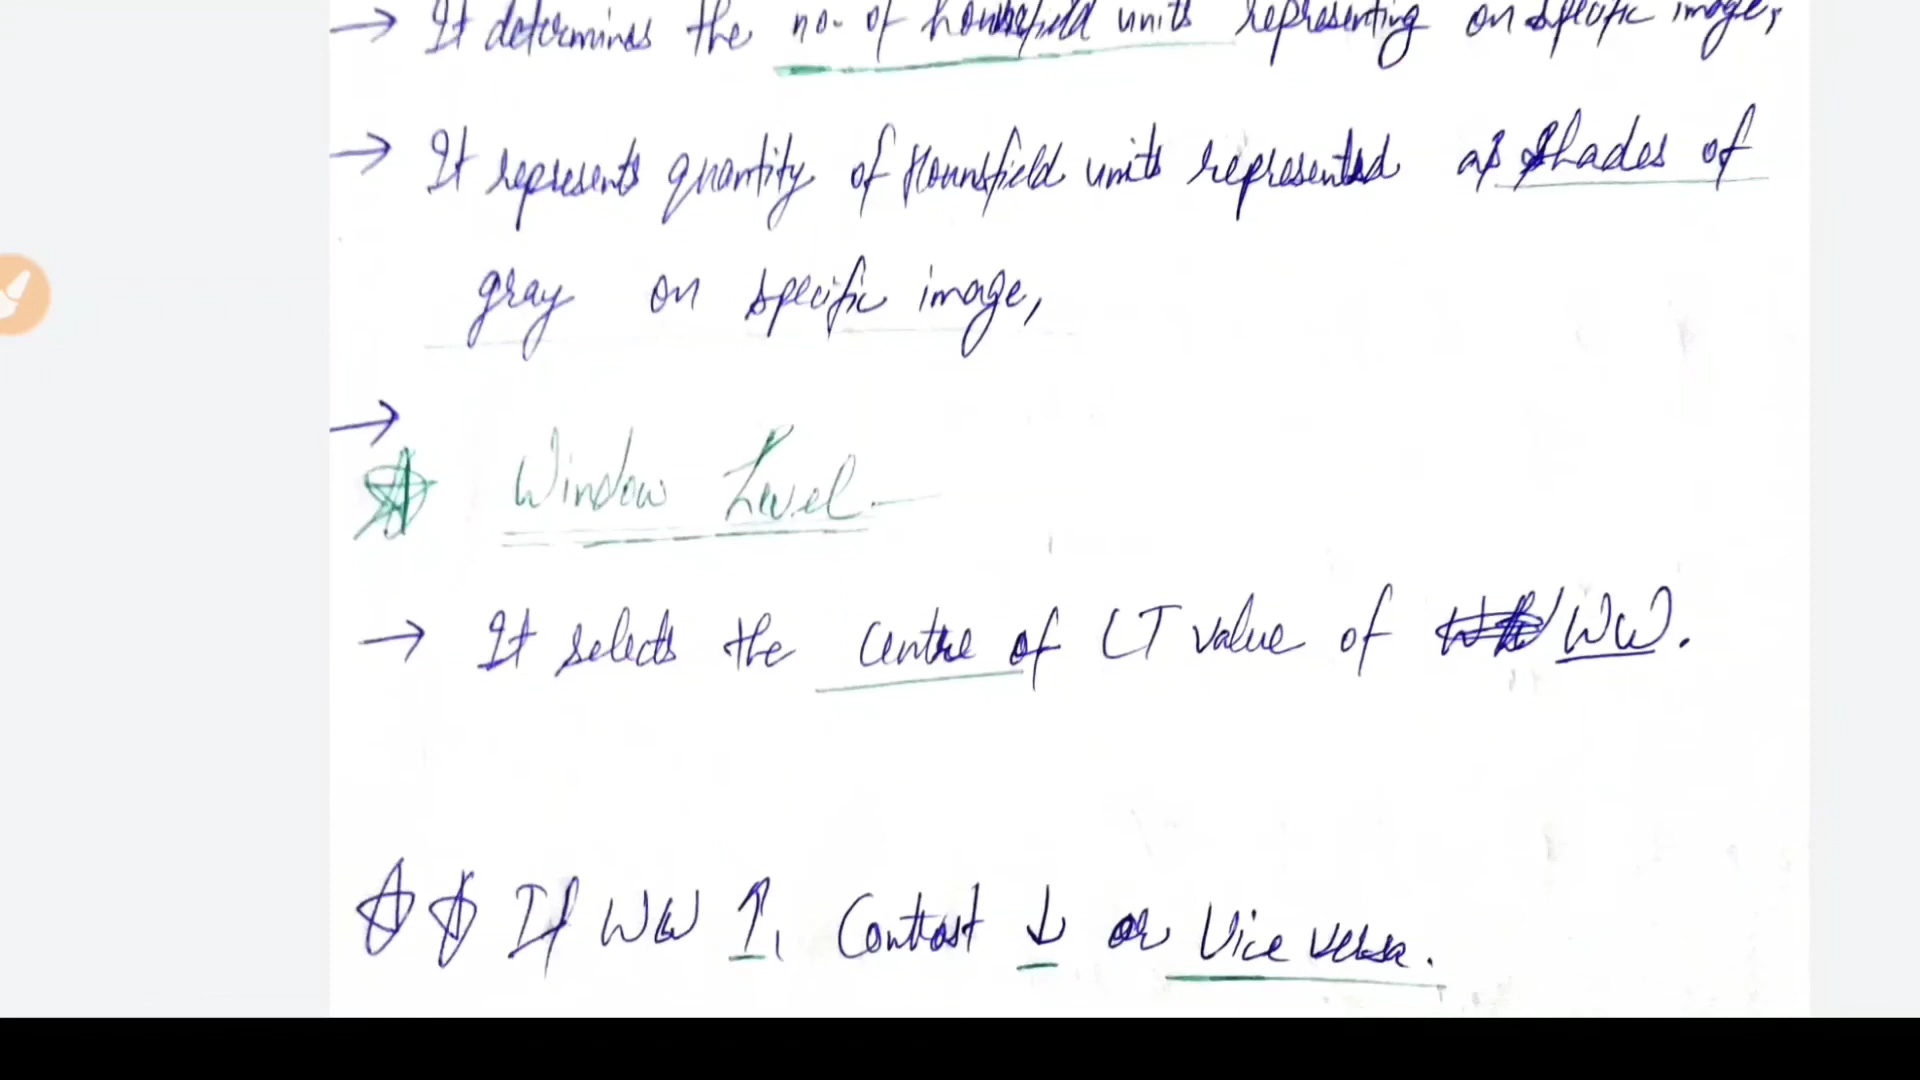 → It determines the no. of hounsfield units representing on specific image,
→ It represents quantity of Hounsfield units represented as shades of
gray on specific image,
→
Window Level -
→ It selects the centre of CT value of WW.
☆☆ If WW ↑, Contrast ↓ or Vice versa.